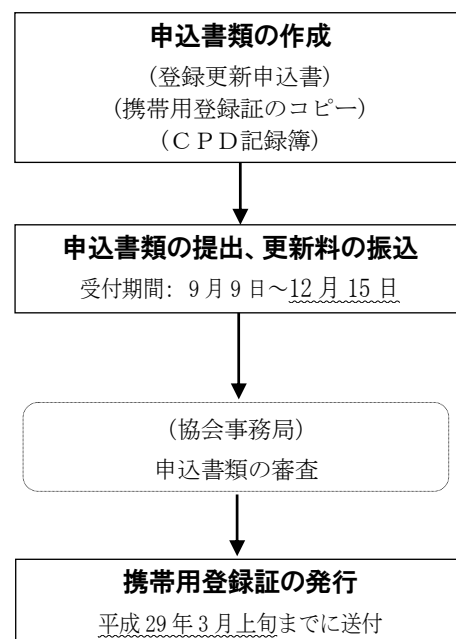 申込書類の作成
(登録更新申込書)
(携帯用登録証のコピー)
(ＣＰＤ記録簿)
申込書類の提出、更新料の振込
受付期間: 9月9日～12月15日
(協会事務局)
申込書類の審査
携帯用登録証の発行
平成29年3月上旬までに送付